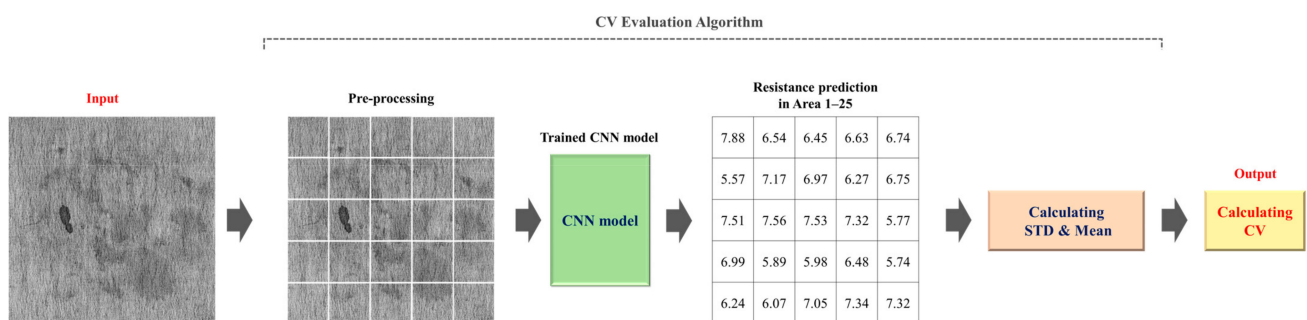 CV Evaluation Algorithm
Input
Pre-processing
Trained CNN model
CNN model
Resistance prediction
in Area 1–25
7.88 6.54 6.45 6.63 6.74
5.57 7.17 6.97 6.27 6.75
7.51 7.56 7.53 7.32 5.77
6.99 5.89 5.98 6.48 5.74
6.24 6.07 7.05 7.34 7.32
Calculating
STD & Mean
Output
Calculating
CV